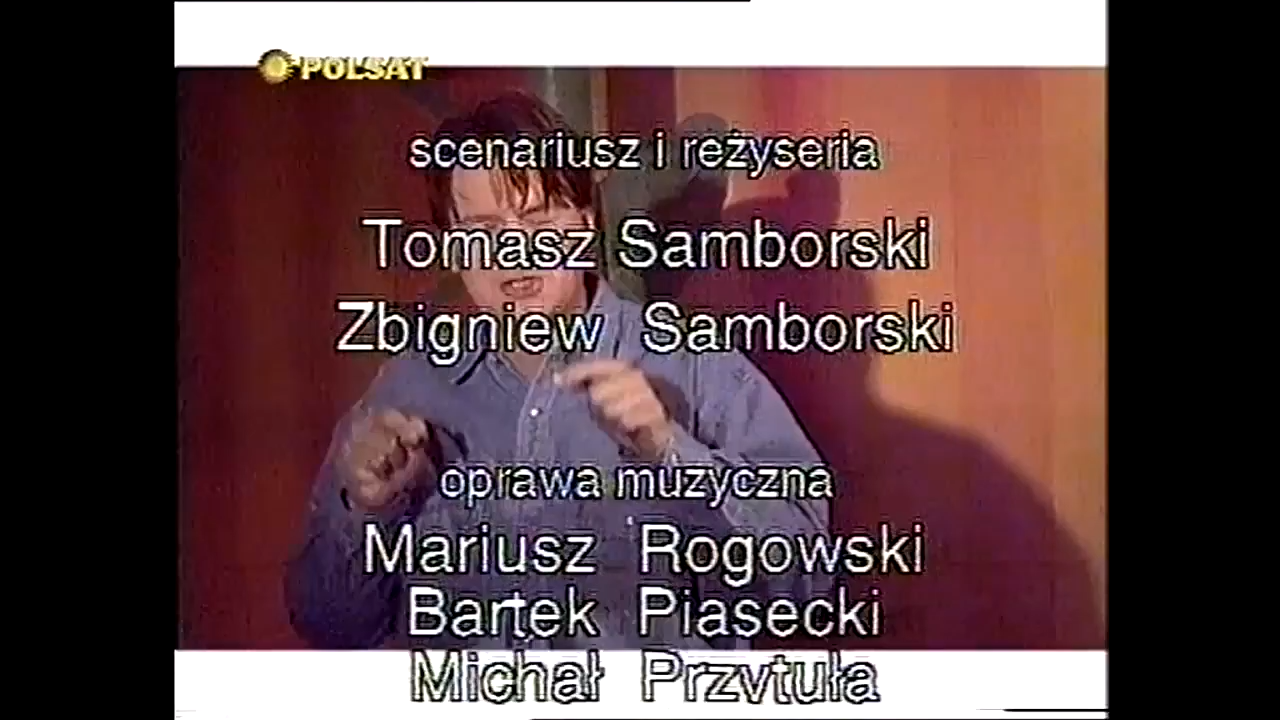 POLSAT
scenariusz i reżyseria
Tomasz Samborski
Zbigniew Samborski
oprawa muzyczna
Mariusz Rogowski
Bartek Piasecki
Michał Przytuła